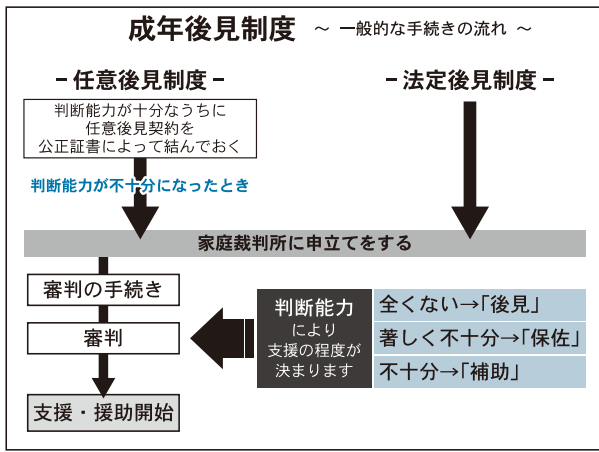 成年後見制度 ～ 一般的な手続きの流れ ～
－任意後見制度－
－法定後見制度－
判断能力が十分なうちに
任意後見契約を
公正証書によって結んでおく
判断能力が不十分になったとき
家庭裁判所に申立てをする
審判の手続き
審判
支援・援助開始
判断能力
により
支援の程度が
決まります
全くない→「後見」
著しく不十分→「保佐」
不十分→「補助」